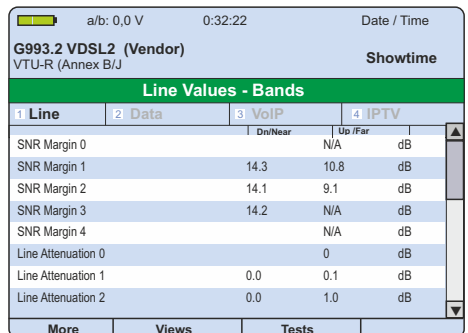 a/b: 0,0 V 0:32:22 Date / Time
G993.2 VDSL2 (Vendor)
VTU-R (Annex B/J
Showtime
Line Values - Bands
1 Line 2 Data 3 VoIP 4 IPTV
Dn/Near Up /Far
SNR Margin 0 N/A dB
SNR Margin 1 14.3 10.8 dB
SNR Margin 2 14.1 9.1 dB
SNR Margin 3 14.2 N/A dB
SNR Margin 4 N/A dB
Line Attenuation 0 0 dB
Line Attenuation 1 0.0 0.1 dB
Line Attenuation 2 0.0 1.0 dB
More Views Tests